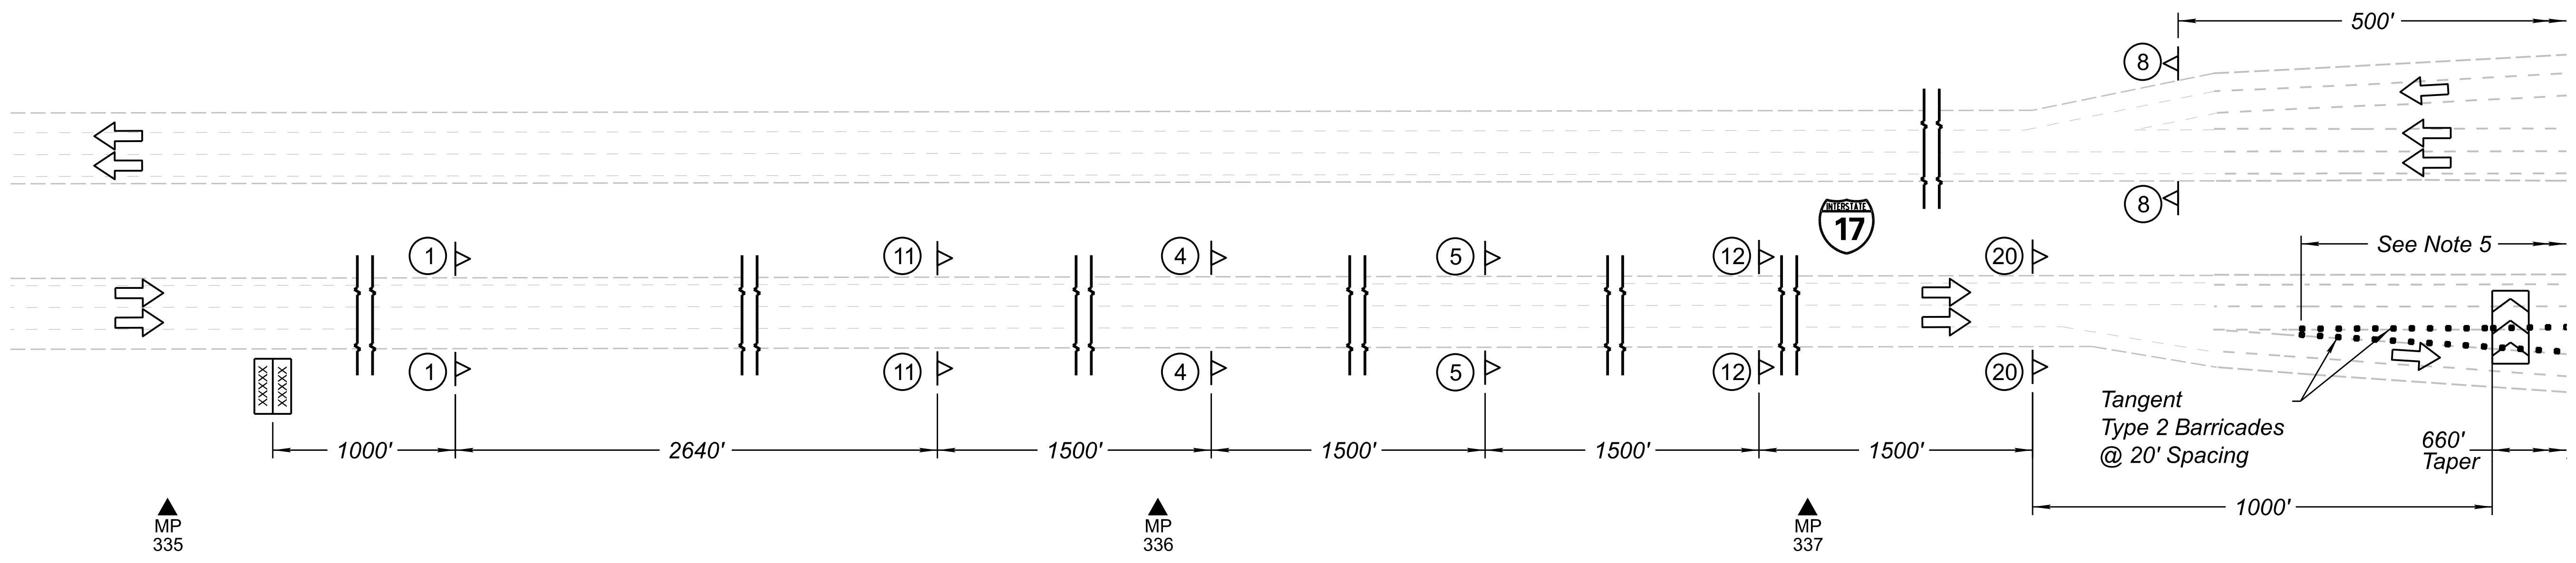 500'
8
8
INTERSTATE
17
See Note 5
1
11
4
5
12
20
XXXX XXXX
1
11
4
5
12
20
Tangent
Type 2 Barricades
@ 20' Spacing
660'
Taper
1000'
2640'
1500'
1500'
1500'
1500'
1000'
MP
335
MP
336
MP
337